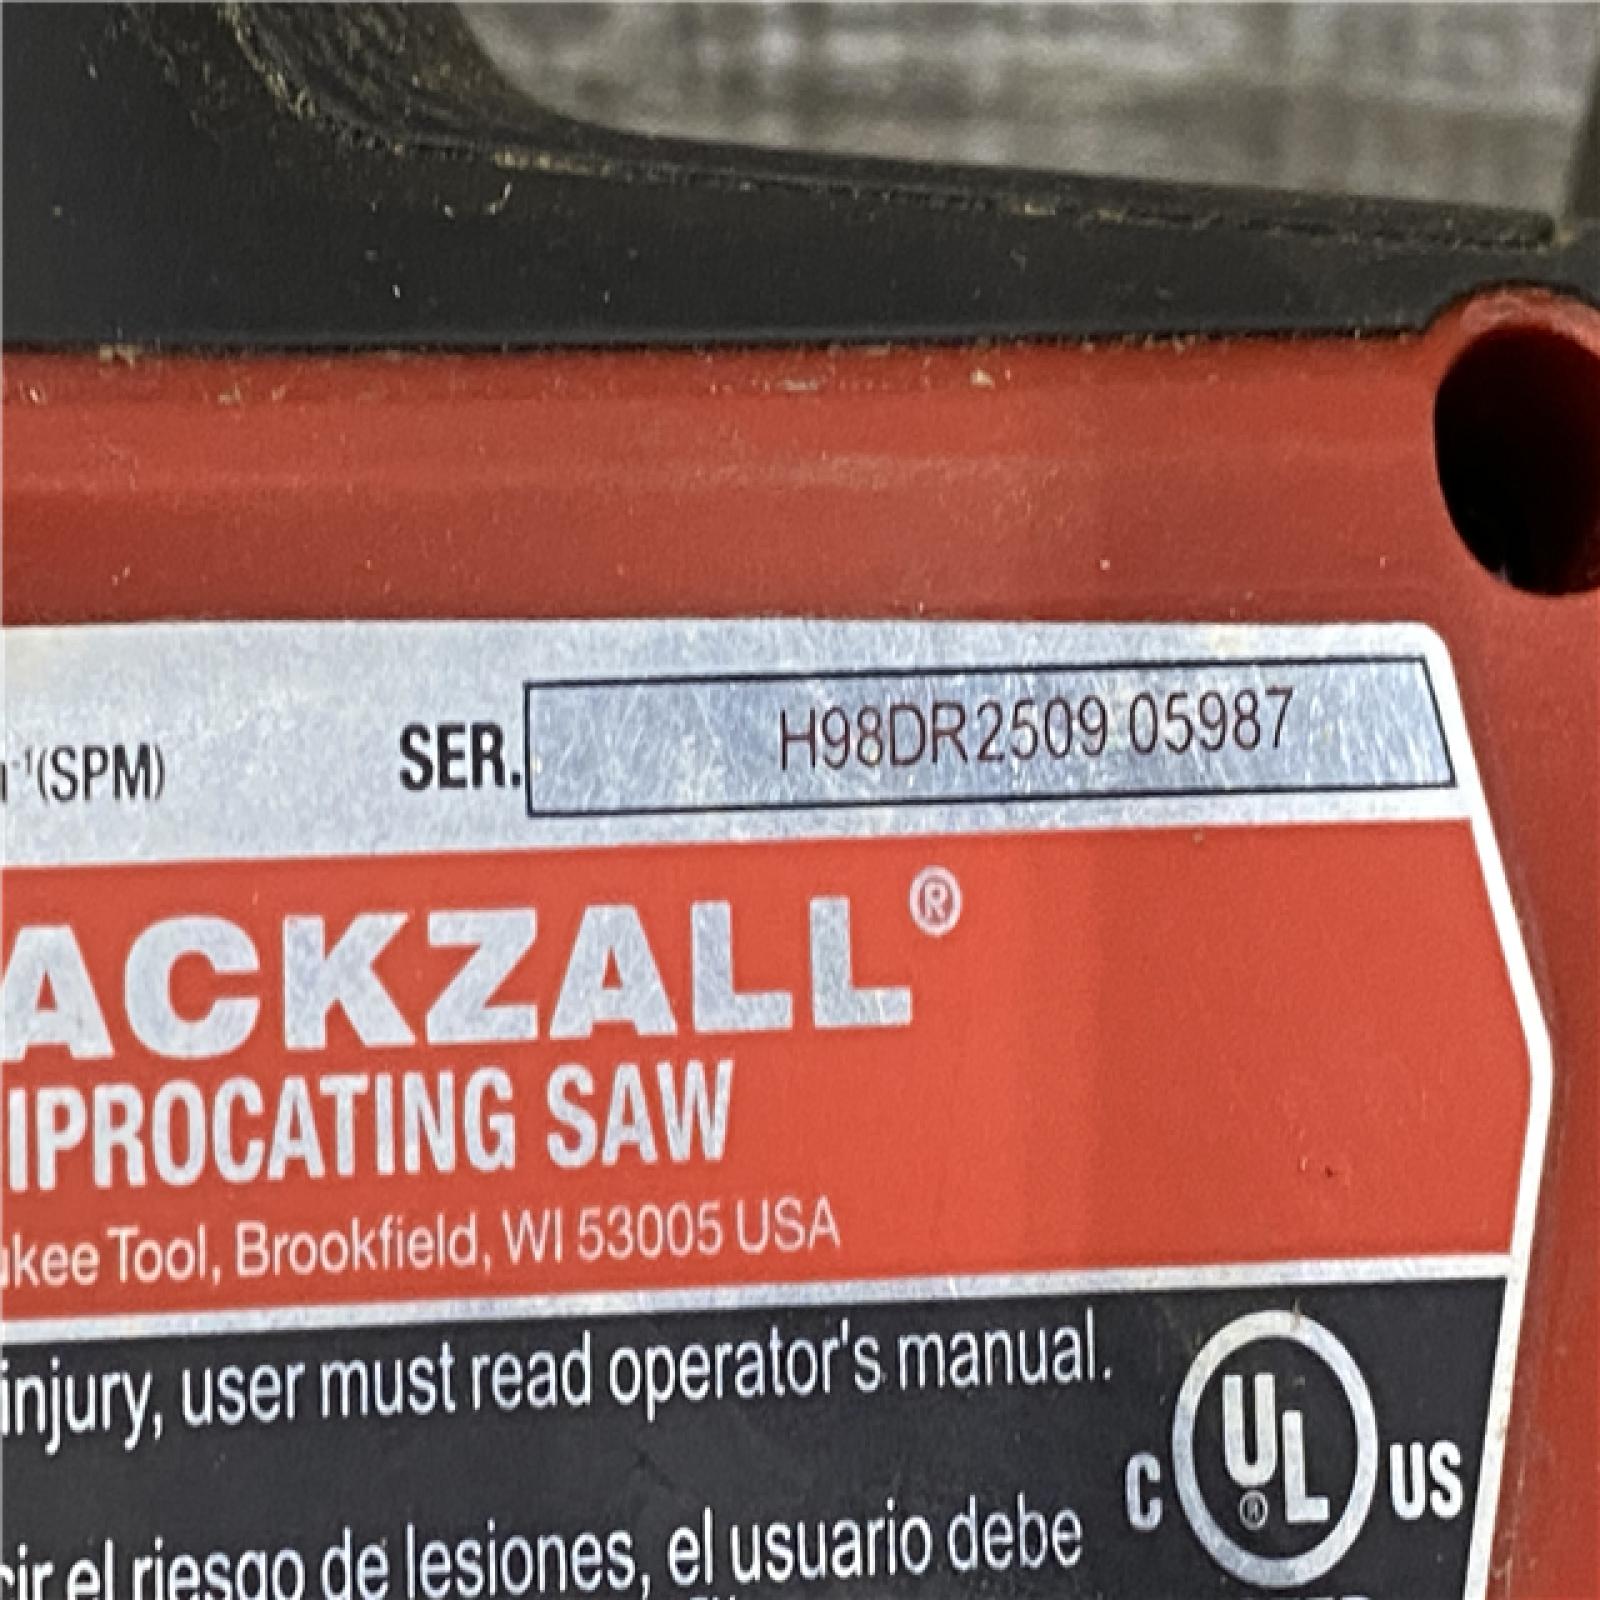 (SPM) SER. H98DR2509 05987
ACKZALL®
IPROCATING SAW
kee Tool, Brookfield, WI 53005 USA
injury, user must read operator's manual.
C UL® US
cir el riesgo de lesiones, el usuario debe